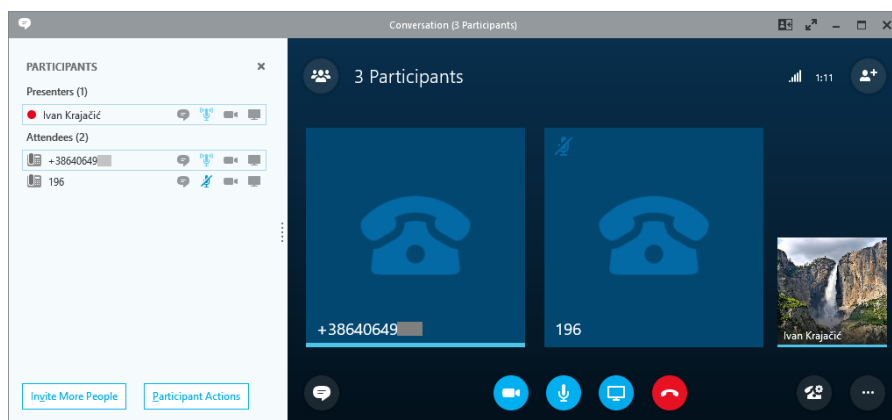 Conversation (3 Participants)
PARTICIPANTS
Presenters (1)
Ivan Krajačić
Attendees (2)
+38640649
196
Invite More People
Participant Actions
3 Participants
1:11
+38640649
196
Ivan Krajačić